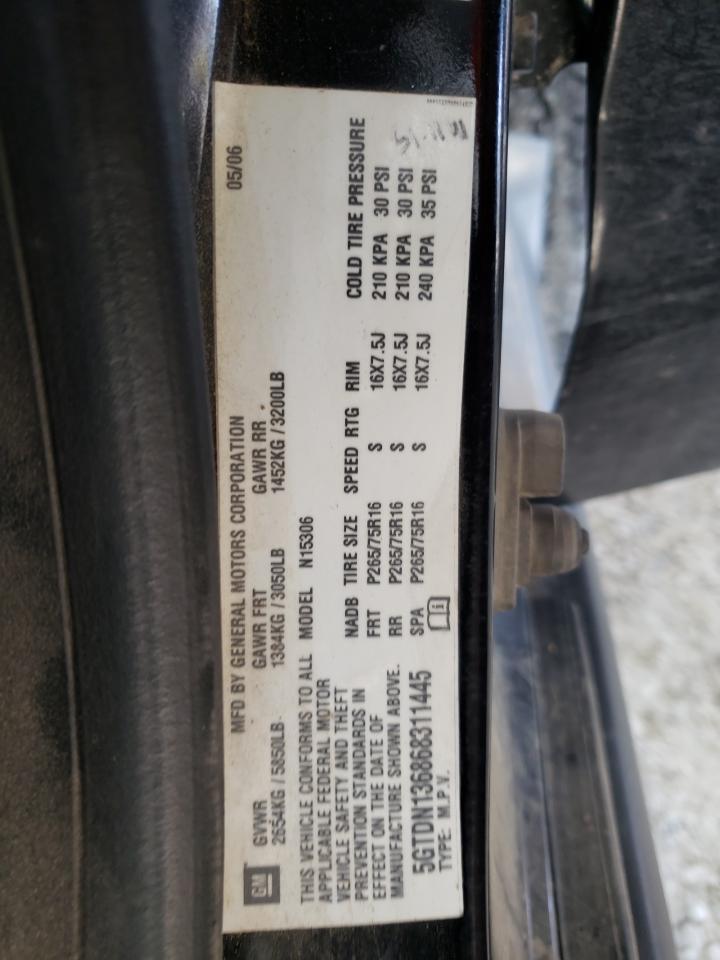 MFD BY GENERAL MOTORS CORPORATION 05/06
GM
GVWR GAWR FRT GAWR RR
2654KG / 5850LB 1384KG / 3050LB 1452KG / 3200LB
THIS VEHICLE CONFORMS TO ALL
APPLICABLE FEDERAL MOTOR
VEHICLE SAFETY AND THEFT
PREVENTION STANDARDS IN
EFFECT ON THE DATE OF
MANUFACTURE SHOWN ABOVE.
5GTDN136868311445
TYPE: M.P.V.
MODEL N15306
NADB TIRE SIZE SPEED RTG RIM COLD TIRE PRESSURE
FRT P265/75R16 S 16X7.5J 210 KPA 30 PSI
RR P265/75R16 S 16X7.5J 210 KPA 30 PSI
SPA P265/75R16 S 16X7.5J 240 KPA 35 PSI